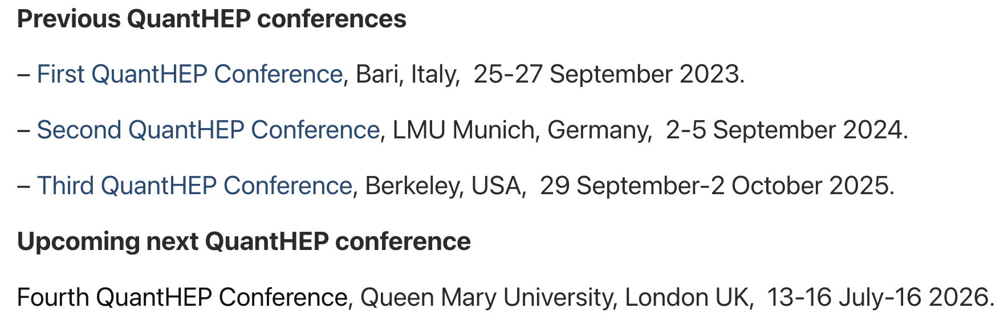 Previous QuantHEP conferences
– First QuantHEP Conference, Bari, Italy,  25-27 September 2023.
– Second QuantHEP Conference, LMU Munich, Germany,  2-5 September 2024.
– Third QuantHEP Conference, Berkeley, USA,  29 September-2 October 2025.
Upcoming next QuantHEP conference
Fourth QuantHEP Conference, Queen Mary University, London UK,  13-16 July-16 2026.